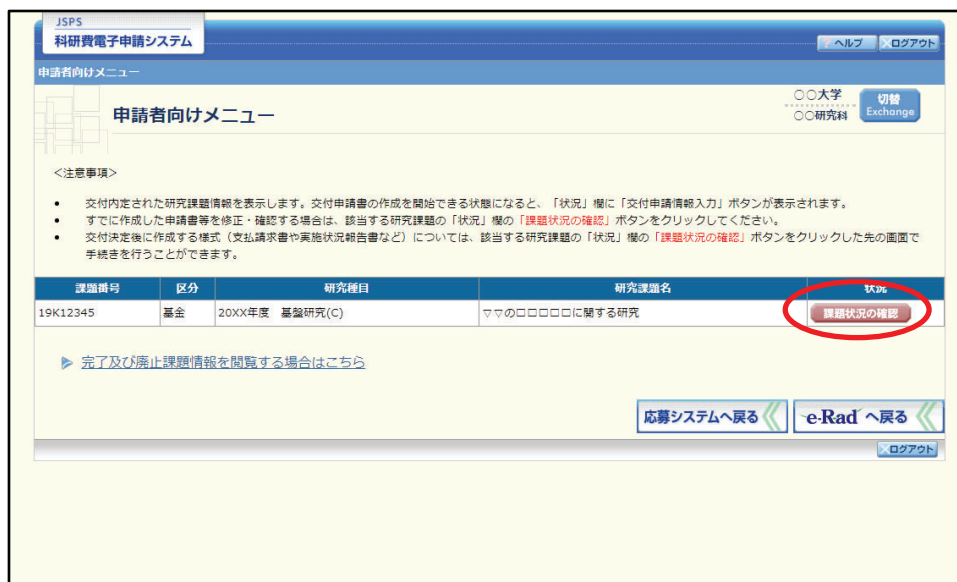 JSPS
科研費電子申請システム
ヘルプ
ログアウト
申請者向けメニュー
申請者向けメニュー
○○大学
○○研究科
切替
Exchange
<注意事項>
• 交付内定された研究課題情報を表示します。交付申請書の作成を開始できる状態になると、「状況」欄に「交付申請情報入力」ボタンが表示されます。
• すでに作成した申請書等を修正・確認する場合は、該当する研究課題の「状況」欄の「課題状況の確認」ボタンをクリックしてください。
• 交付決定後に作成する様式（支払請求書や実施状況報告書など）については、該当する研究課題の「状況」欄の「課題状況の確認」ボタンをクリックした先の画面で
手続きを行うことができます。
課題番号 区分 研究種目 研究課題名 状況
19K12345 基金 20XX年度 基盤研究(C) ▽▽の□□□□□に関する研究 課題状況の確認
完了及び廃止課題情報を閲覧する場合はこちら
応募システムへ戻る
e-Rad へ戻る
ログアウト